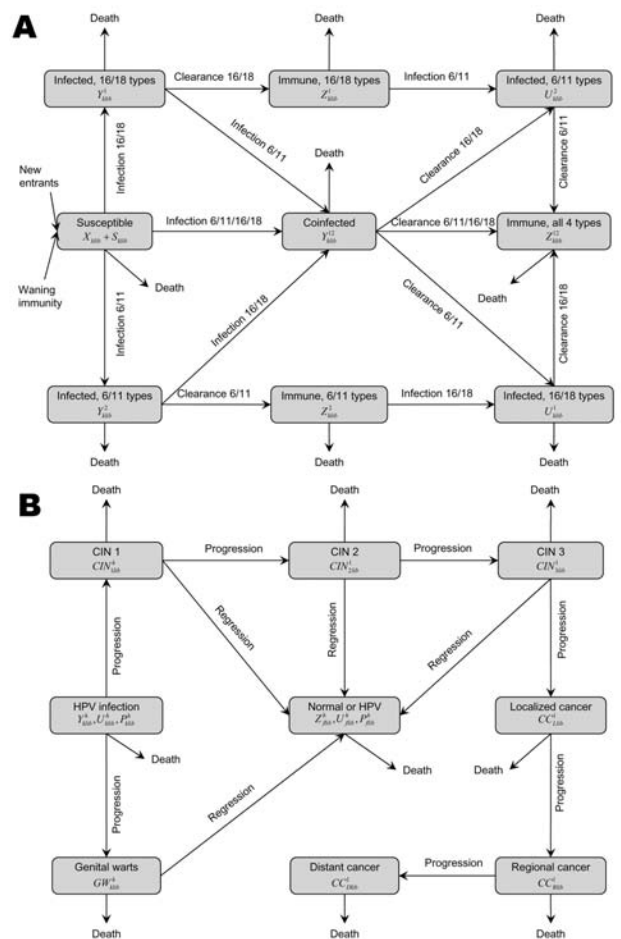 A
Death
Death
Death
Infected, 16/18 types
Clearance 16/18
Immune, 16/18 types
Infection 6/11
Infected, 6/11 types
Infection 16/18
Infection 6/11
Death
Clearance 16/18
Clearance 6/11
New
entrants
Susceptible
Infection 6/11/16/18
Coinfected
Clearance 6/11/16/18
Immune, all 4 types
Waning
immunity
Death
Death
Infection 6/11
Infection 16/18
Clearance 6/11
Clearance 16/18
Infected, 6/11 types
Clearance 6/11
Immune, 6/11 types
Infection 16/18
Infected, 16/18 types
Death
Death
Death
B
Death
Death
Death
CIN 1
Progression
CIN 2
Progression
CIN 3
Progression
Regression
Regression
Regression
Progression
HPV infection
Normal or HPV
Localized cancer
Death
Death
Death
Progression
Regression
Progression
Genital warts
Distant cancer
Progression
Regional cancer
Death
Death
Death